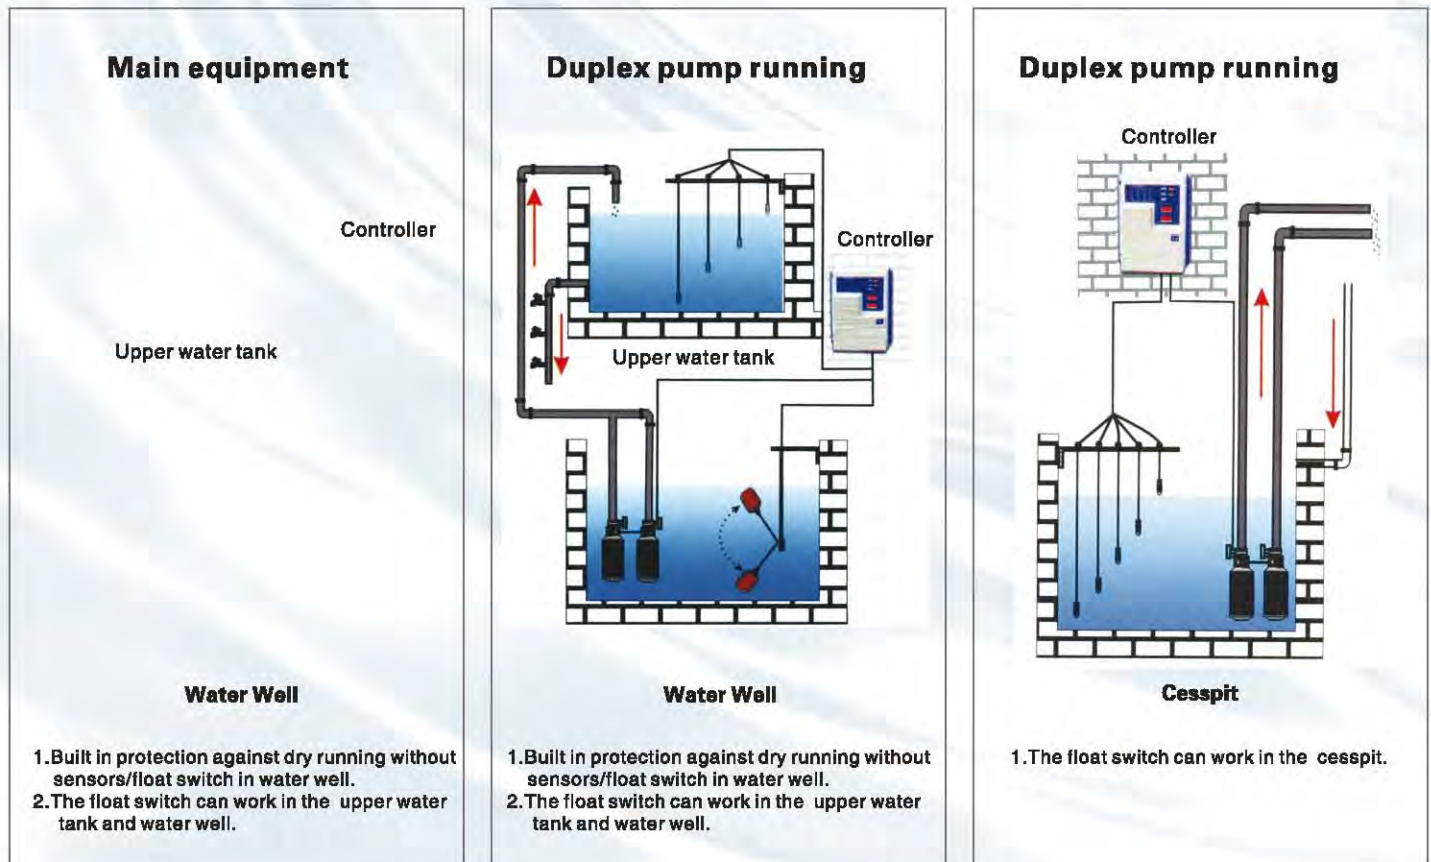 Main equipment
Controller
Upper water tank
Water Well
1.Built in protection against dry running without
sensors/float switch in water well.
2.The float switch can work in the upper water
tank and water well.
Duplex pump running
Controller
Upper water tank
Water Well
1.Built in protection against dry running without
sensors/float switch in water well.
2.The float switch can work in the upper water
tank and water well.
Duplex pump running
Controller
Cesspit
1.The float switch can work in the cesspit.